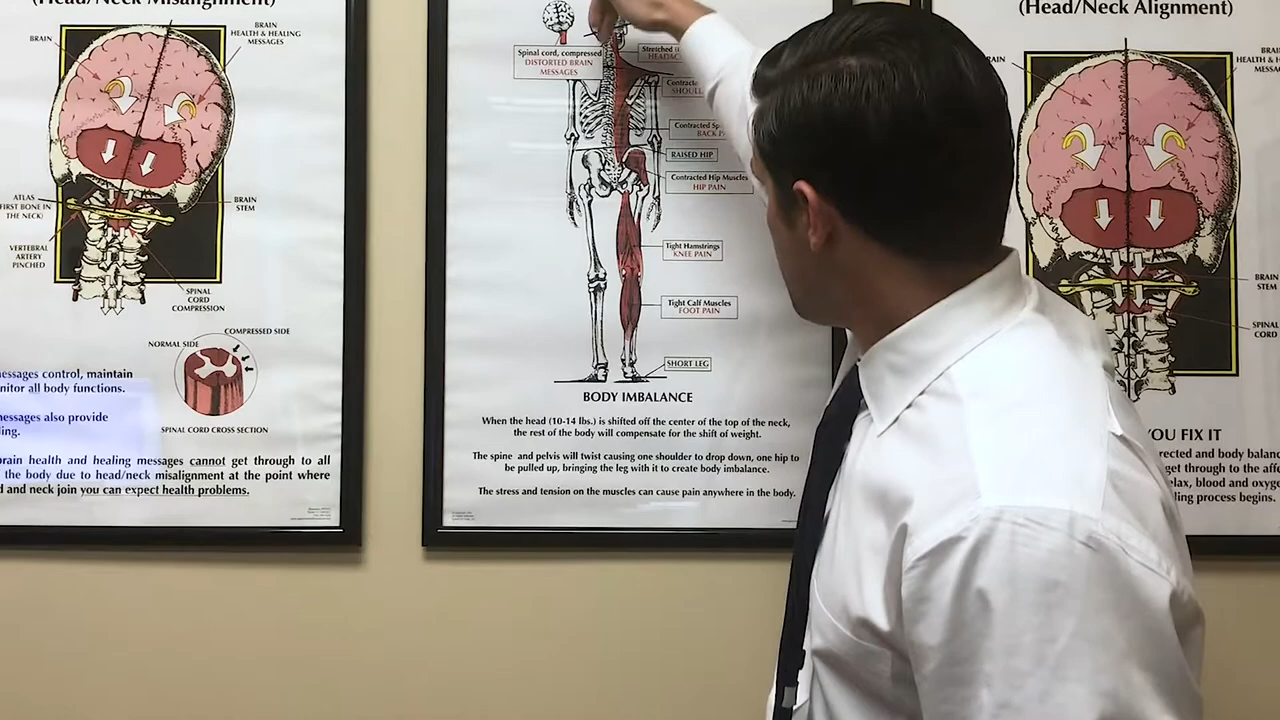 (Head/Neck Misalignment)
BRAIN
BRAIN
HEALTH & HEALING
MESSAGES
ATLAS
FIRST BONE IN
THE NECK)
BRAIN
STEM
VERTEBRAL
ARTERY
PINCHED
SPINAL
CORD
COMPRESSION
COMPRESSED SIDE
NORMAL SIDE
SPINAL CORD CROSS SECTION
messages control, maintain
all body functions.
messages also provide
brain health and healing messages cannot get through to all
the body due to head/neck misalignment at the point where
and neck join you can expect health problems.
Spinal cord, compressed
DISTORTED BRAIN
MESSAGES
Stretched
Contracted
RAISED HIP
Contracted Hip Muscles
HIP PAIN
Tight Hamstrings
KNEE PAIN
Tight Calf Muscles
FOOT PAIN
SHORT LEG
BODY IMBALANCE
When the head (10-14 lbs.) is shifted off the center of the top of the neck,
the rest of the body will compensate for the shift of weight.
The spine and pelvis will twist causing one shoulder to drop down, one hip to
be pulled up, bringing the leg with it to create body imbalance.
The stress and tension on the muscles can cause pain anywhere in the body.
(Head/Neck Alignment)
BRAIN
HEALTH &
BRAIN
STEM
SPINAL
CORD
YOU FIX IT
and body
get through to the
blood and
process begins.